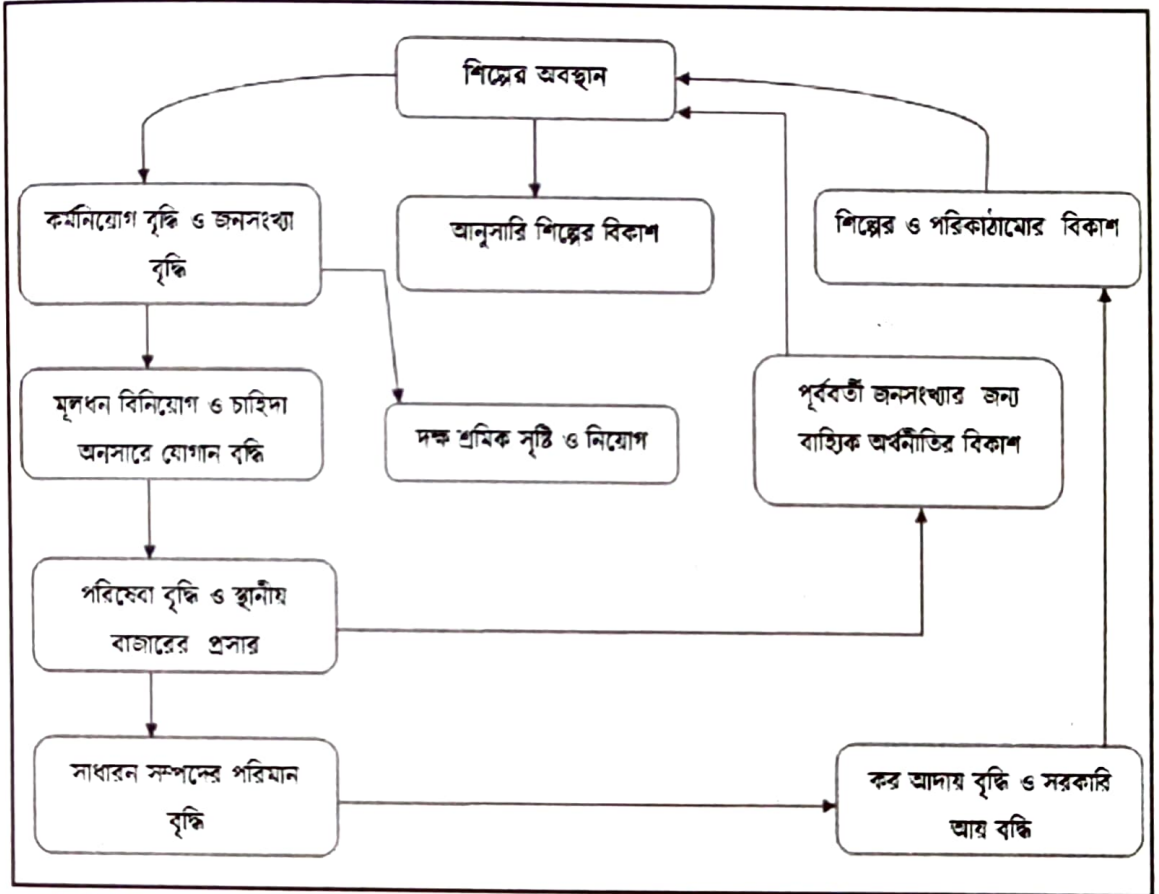 শিল্পের অবস্থান
কর্মনিয়োগ বৃদ্ধি ও জনসংখ্যা
বৃদ্ধি
আনুসারি শিল্পের বিকাশ
শিল্পের ও পরিকাঠামোর বিকাশ
মূলধন বিনিয়োগ ও চাহিদা
অনুসারে যোগান বৃদ্ধি
দক্ষ শ্রমিক সৃষ্টি ও নিয়োগ
পূর্ববর্তী জনসংখ্যার জন্য
বাহ্যিক অর্থনীতির বিকাশ
পরিষেবা বৃদ্ধি ও স্থানীয়
বাজারের প্রসার
সাধারন সম্পদের পরিমান
বৃদ্ধি
কর আদায় বৃদ্ধি ও সরকারি
আয় বৃদ্ধি